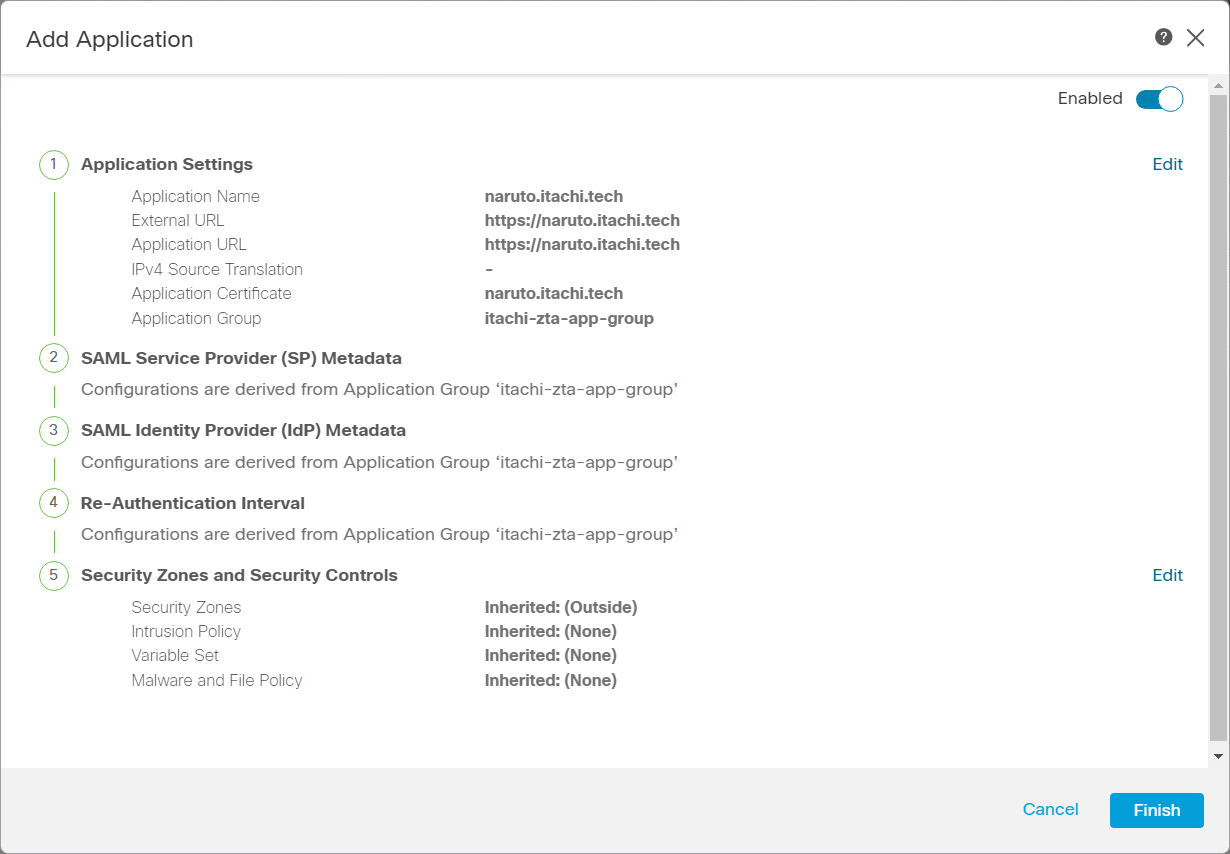 Add Application
?
Enabled
1 Application Settings Edit
Application Name naruto.itachi.tech
External URL https://naruto.itachi.tech
Application URL https://naruto.itachi.tech
IPv4 Source Translation -
Application Certificate naruto.itachi.tech
Application Group itachi-zta-app-group
2 SAML Service Provider (SP) Metadata
Configurations are derived from Application Group ‘itachi-zta-app-group’
3 SAML Identity Provider (IdP) Metadata
Configurations are derived from Application Group ‘itachi-zta-app-group’
4 Re-Authentication Interval
Configurations are derived from Application Group ‘itachi-zta-app-group’
5 Security Zones and Security Controls Edit
Security Zones Inherited: (Outside)
Intrusion Policy Inherited: (None)
Variable Set Inherited: (None)
Malware and File Policy Inherited: (None)
Cancel Finish